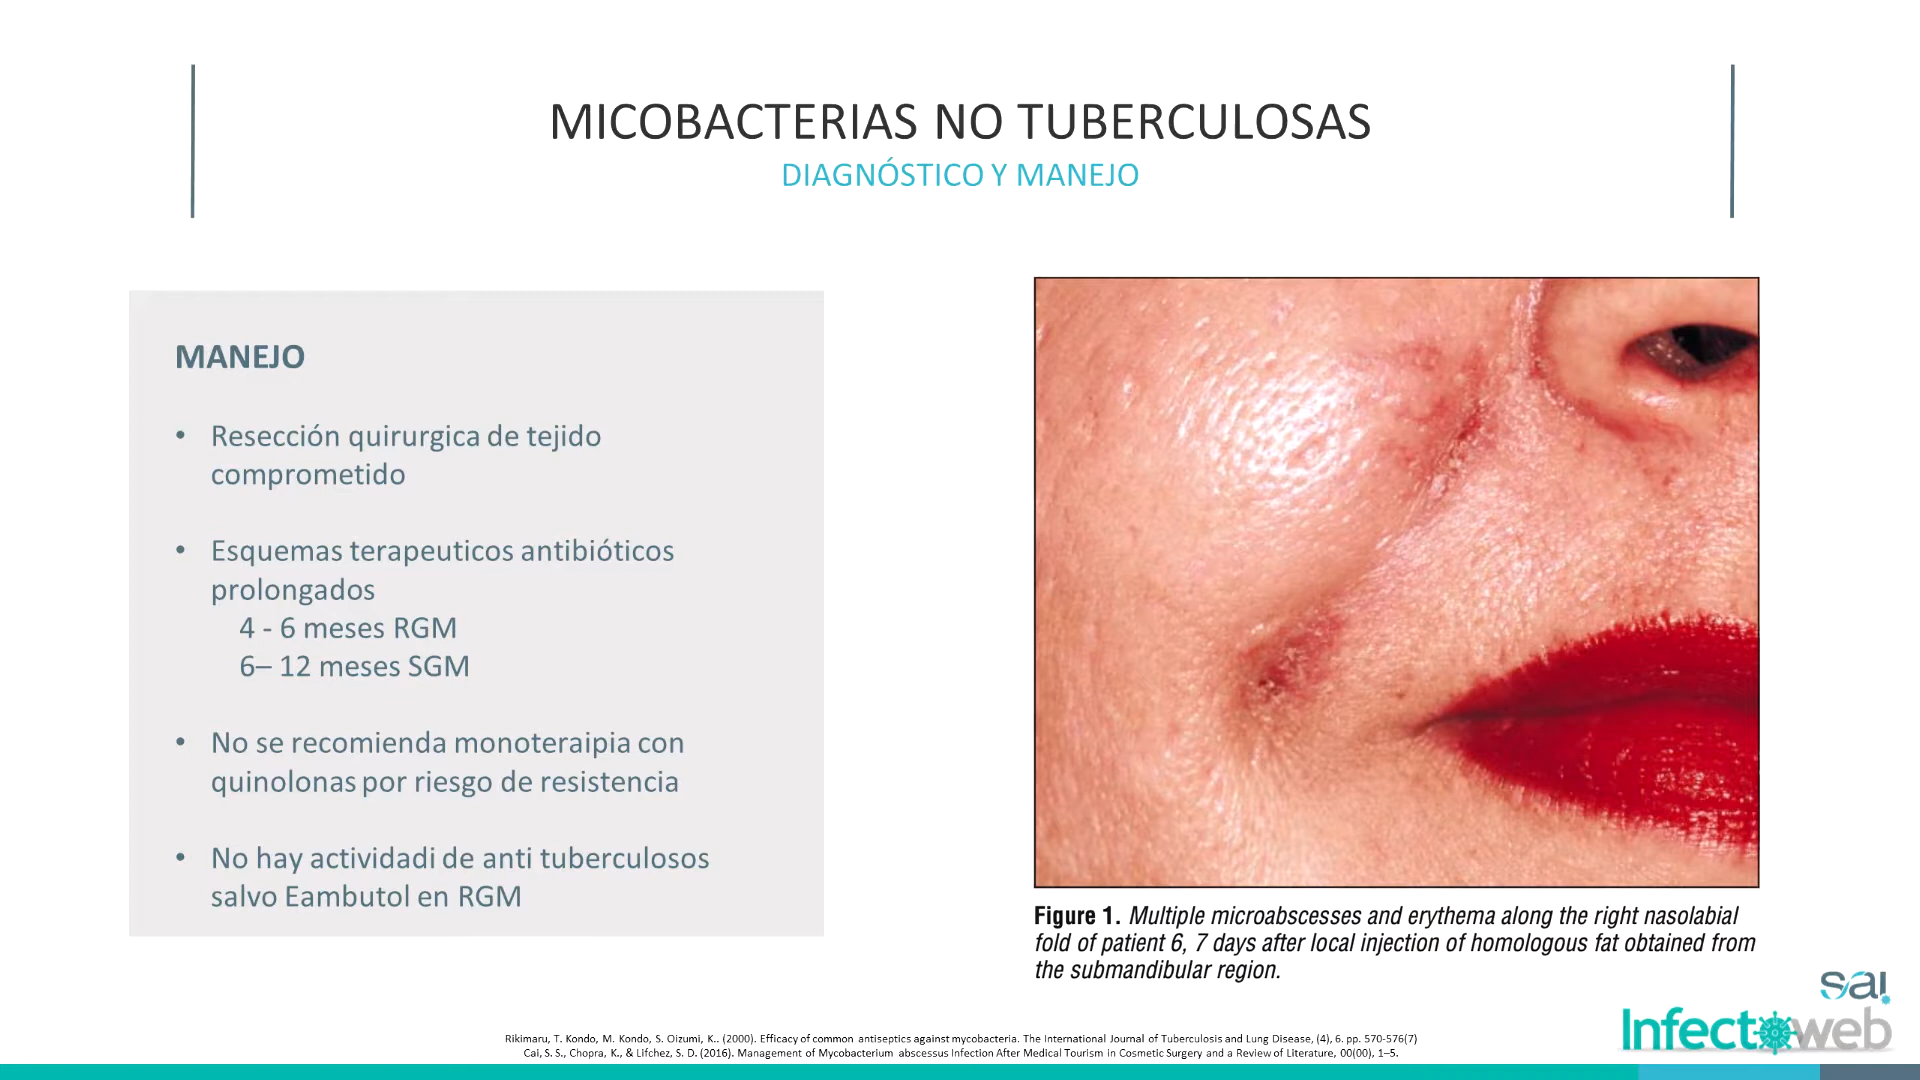 MICOBACTERIAS NO TUBERCULOSAS
DIAGNÓSTICO Y MANEJO
MANEJO
• Resección quirurgica de tejido
comprometido
• Esquemas terapeuticos antibióticos
prolongados
4 - 6 meses RGM
6– 12 meses SGM
• No se recomienda monoteraipia con
quinolonas por riesgo de resistencia
• No hay actividadi de anti tuberculosos
salvo Eambutol en RGM
Figure 1. Multiple microabscesses and erythema along the right nasolabial
fold of patient 6, 7 days after local injection of homologous fat obtained from
the submandibular region.
sai
Infectoweb
Rikimaru, T. Kondo, M. Kondo, S. Oizumi, K.. (2000). Efficacy of common antiseptics against mycobacteria. The International Journal of Tuberculosis and Lung Disease, (4), 6. pp. 570-576(7)
Cai, S. S., Chopra, K., & Lifchez, S. D. (2016). Management of Mycobacterium abscessus Infection After Medical Tourism in Cosmetic Surgery and a Review of Literature, 00(00), 1–5.